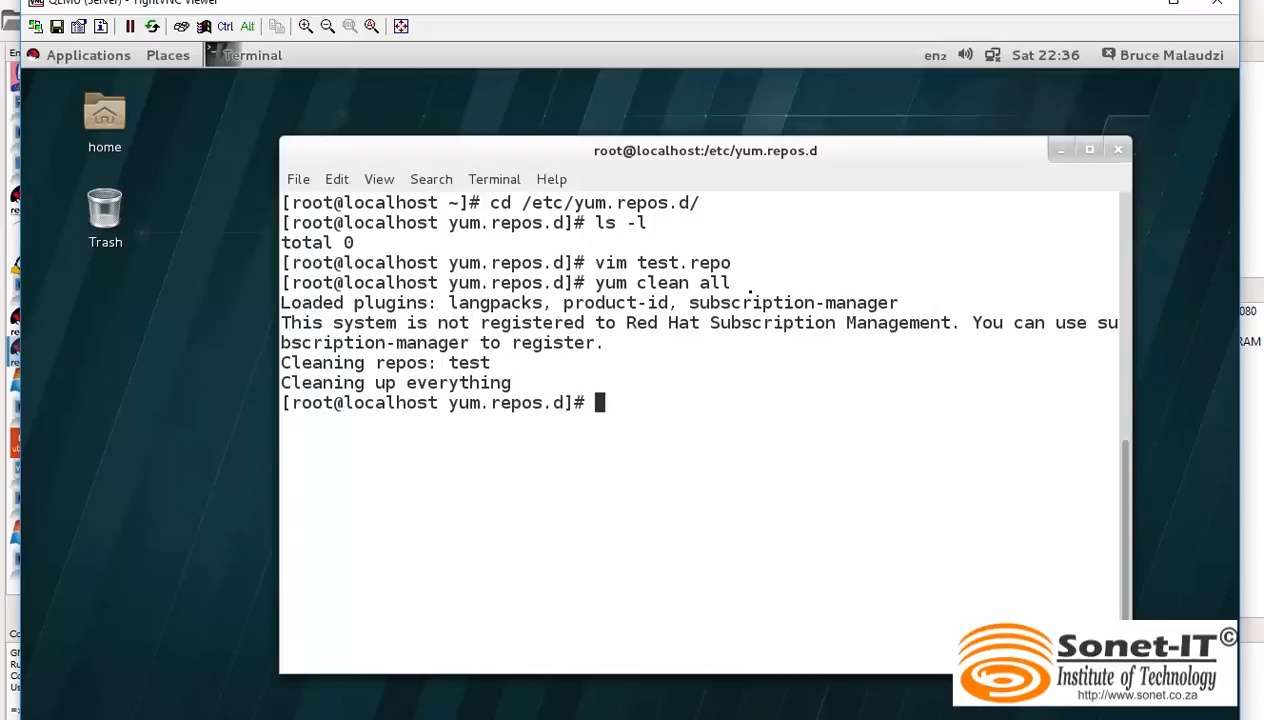 QEMU (Server) - TightVNC Viewer
Ctrl Alt
Applications Places Terminal
en2 Sat 22:36 Bruce Malaudzi
home
Trash
root@localhost:/etc/yum.repos.d
File Edit View Search Terminal Help
[root@localhost ~]# cd /etc/yum.repos.d/
[root@localhost yum.repos.d]# ls -l
total 0
[root@localhost yum.repos.d]# vim test.repo
[root@localhost yum.repos.d]# yum clean all
Loaded plugins: langpacks, product-id, subscription-manager
This system is not registered to Red Hat Subscription Management. You can use su
bscription-manager to register.
Cleaning repos: test
Cleaning up everything
[root@localhost yum.repos.d]#
Sonet-IT©
Institute of Technology
http://www.sonet.co.za